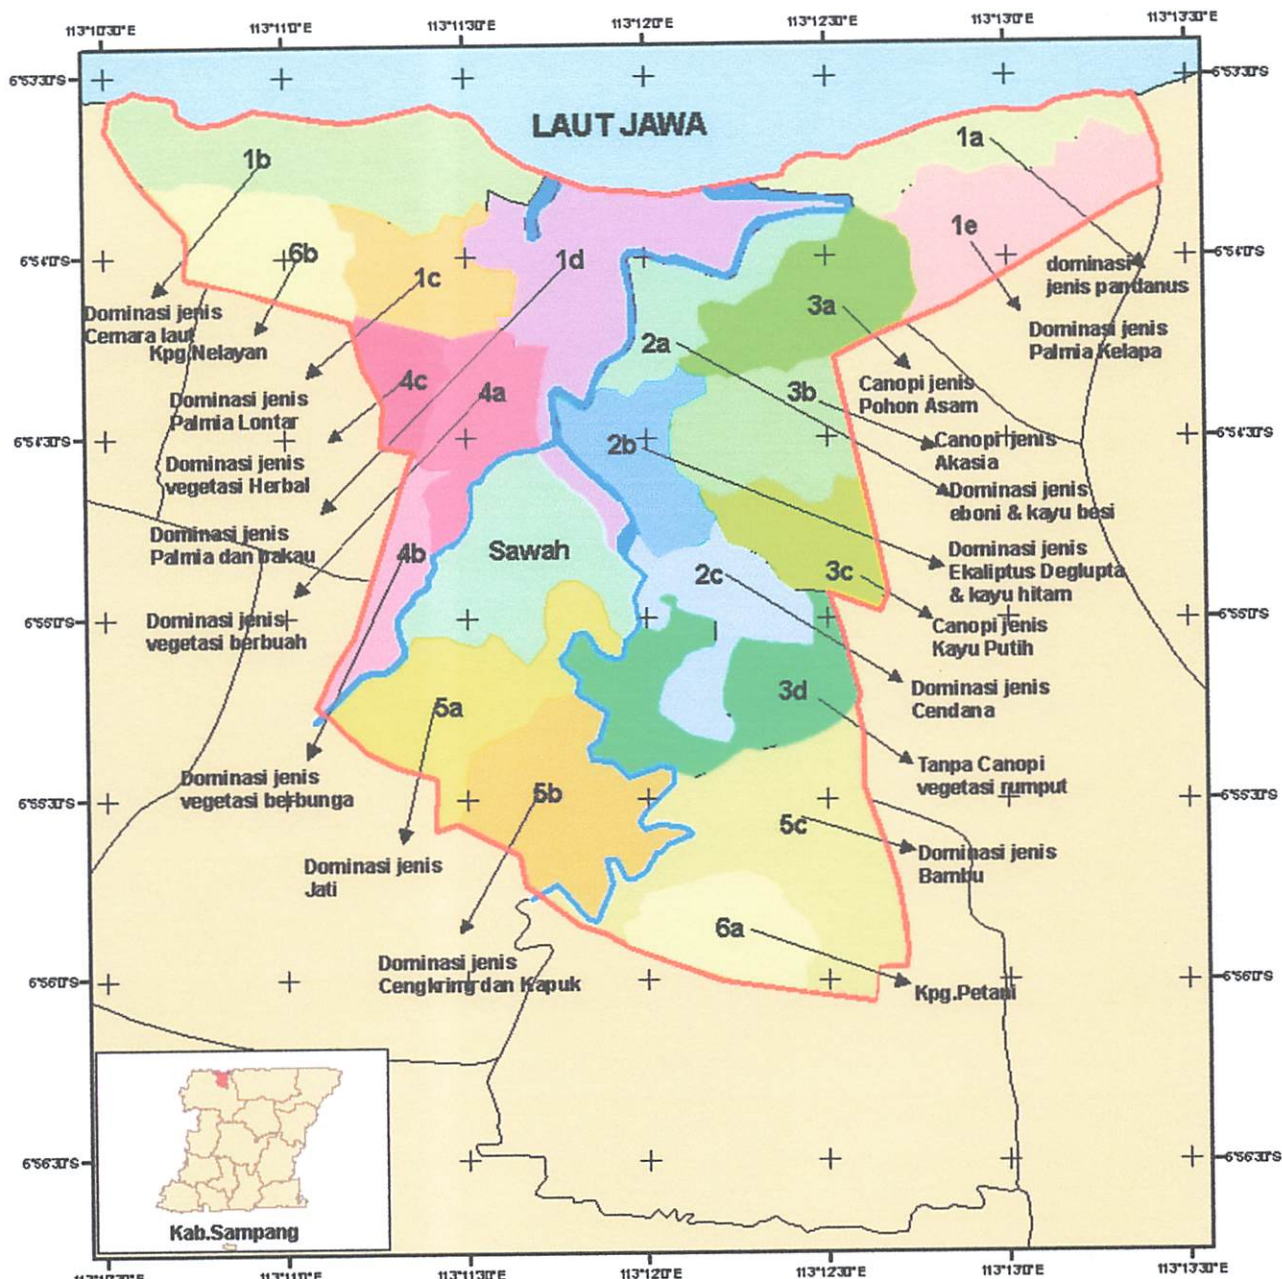 113°10'30"E 113°11'0"E 113°11'30"E 113°12'0"E 113°12'30"E 113°13'0"E 113°13'30"E
6°53'30"S 6°53'30"S
LAUT JAWA
1a
1b
1e
6b
1d
1c
6°54'0"S 6°54'0"S
dominasi
jenis pandanus
3a
Dominasi jenis
Cemara laut
Kpg.Nelayan
Dominasi jenis
Palmia Kelapa
2a
4c
4a
3b
Canopi jenis
Pohon Asam
Dominasi jenis
Palmia Lontar
6°54'30"S 6°54'30"S
2b
Canopi jenis
Akasia
Dominasi jenis
vegetasi Herbal
Dominasi jenis
eboni & kayu besi
Dominasi jenis
Palmia dan bakau
4b
Sawah
2c
3c
Dominasi jenis
Ekaliptus Deglupta
& kayu hitam
6°55'0"S 6°55'0"S
Dominasi jenis
vegetasi berbuah
Canopi jenis
Kayu Putih
3d
5a
Dominasi jenis
Cendana
Dominasi jenis
vegetasi berbunga
Tanpa Canopi
vegetasi rumput
5b
6°55'30"S 6°55'30"S
5c
Dominasi jenis
Jati
Dominasi jenis
Bambu
6a
Dominasi jenis
Cengkring dan Kapuk
6°56'0"S 6°56'0"S
Kpg.Petani
6°56'30"S 6°56'30"S
Kab.Sampang
113°10'30"E 113°11'0"E 113°11'30"E 113°12'0"E 113°12'30"E 113°13'0"E 113°13'30"E